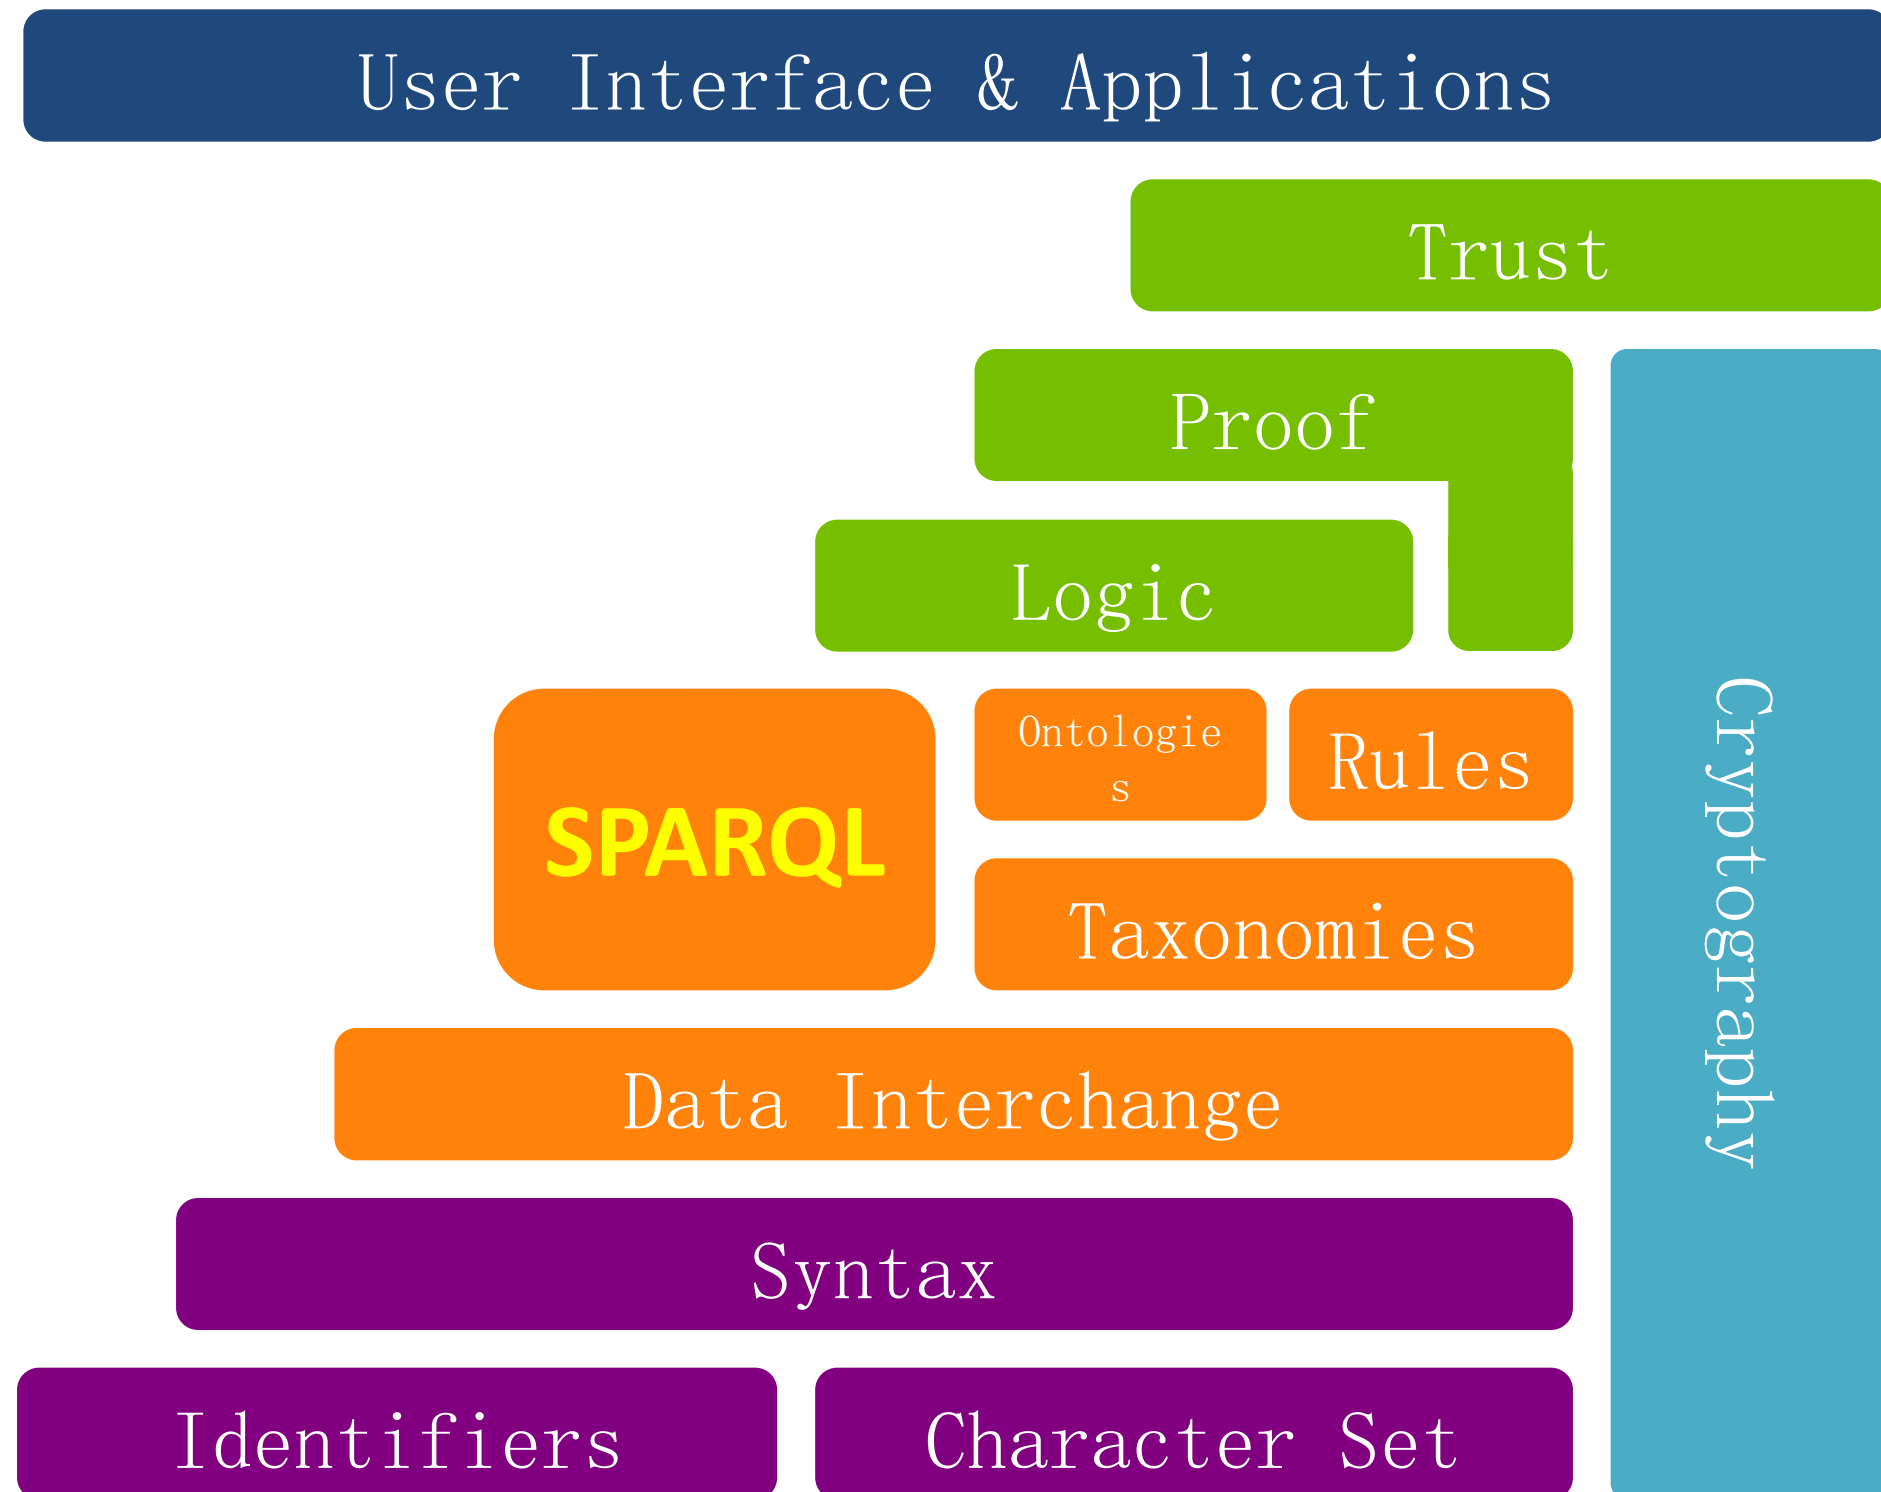 User Interface & Applications
Trust
Proof
Logic
SPARQL
Ontologie
s
Rules
Taxonomies
Cryptography
Data Interchange
Syntax
Identifiers
Character Set